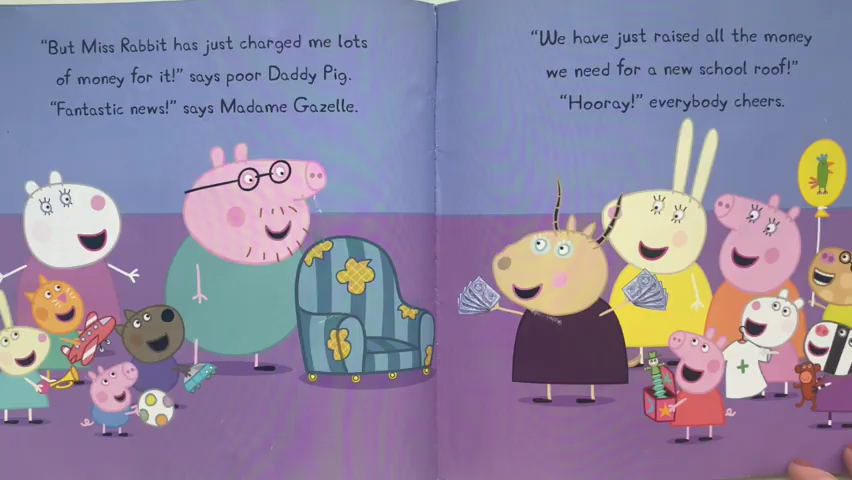 “But Miss Rabbit has just charged me lots
of money for it!” says poor Daddy Pig.
“Fantastic news!” says Madame Gazelle.
“We have just raised all the money
we need for a new school roof!”
“Hooray!” everybody cheers.